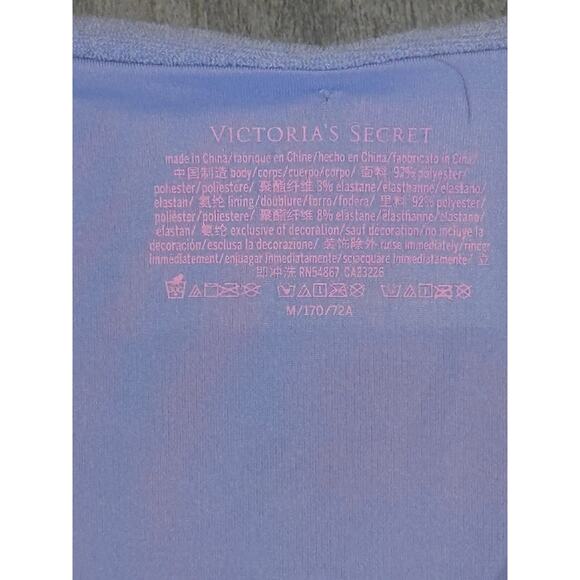 VICTORIA'S SECRET
made in China/fabriqué en Chine/hecho en China/fabbricato in Cina/
中国制造 body/corps/cuerpo/corpo/ 面料 92% polyester/
polyester/poliestere/ 聚酯纤维 8% elastane/élasthanne/elastano/
elastan/ 氨纶 lining/doublure/forro/fodera/ 里料 92% polyester/
poliéster/poliestere/ 聚酯纤维 8% elastane/élasthanne/elastano/
elastan/ 氨纶 exclusive of decoration/sauf décoration/no incluye la
decoración/esclusa la decorazione/ 装饰除外 rinse immediately/rincer
immédiatement/enjuagar inmediatamente/sciacquare immediatamente/ 立
即冲洗 RN54867 CA23226
M/170/72A